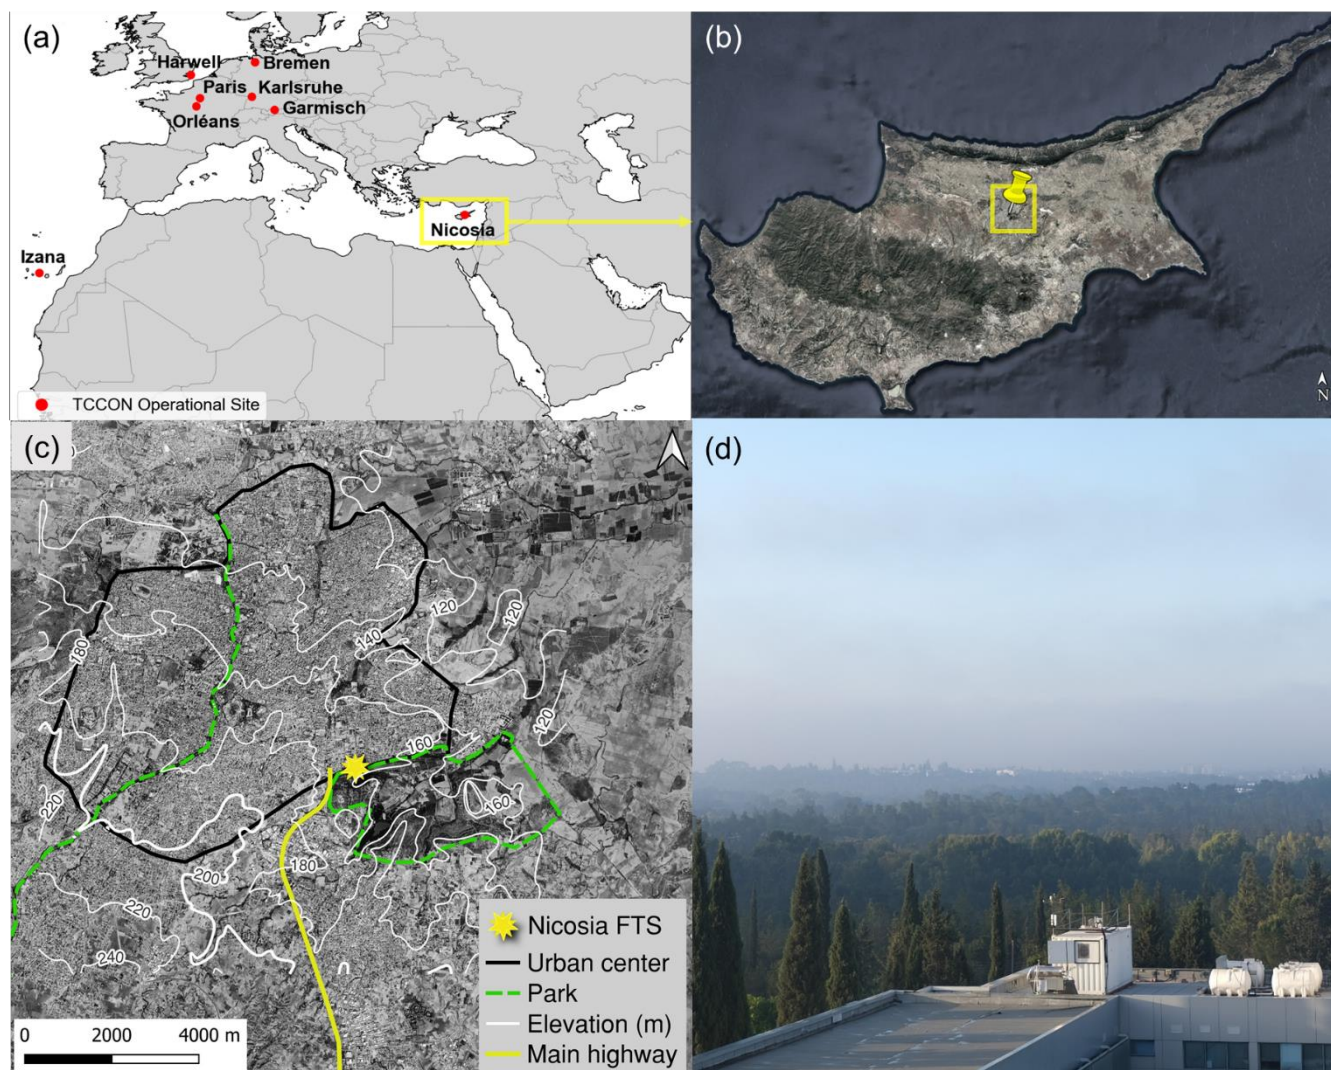 (a)
Harwell
Bremen
Paris
Karlsruhe
Orléans
Garmisch
Nicosia
Izana
TCCON Operational Site
(b)
N
(c)
180
140
120
120
120
160
160
220
200
180
220
240
Nicosia FTS
Urban center
Park
Elevation (m)
Main highway
0 2000 4000 m
(d)